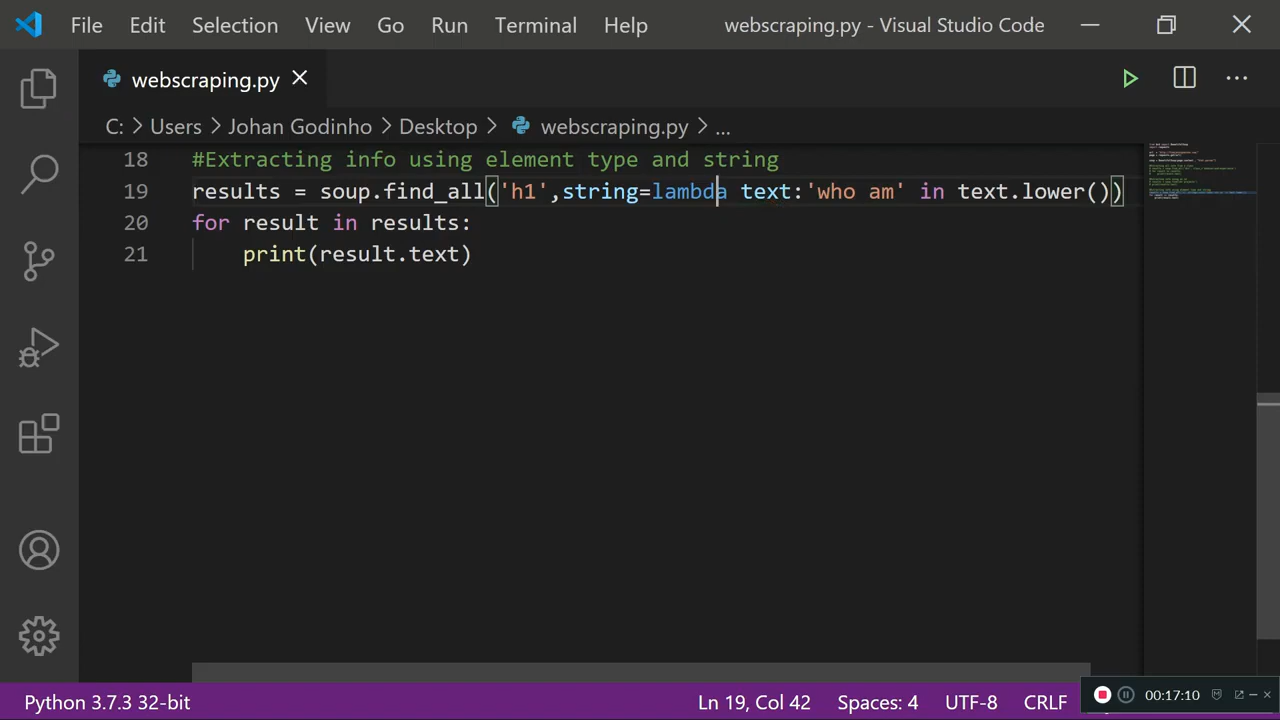 File Edit Selection View Go Run Terminal Help webscraping.py - Visual Studio Code
webscraping.py
C: > Users > Johan Godinho > Desktop > webscraping.py > ...
18 #Extracting info using element type and string
19 results = soup.find_all('h1',string=lambda text:'who am' in text.lower())
20 for result in results:
21 print(result.text)
Python 3.7.3 32-bit Ln 19, Col 42 Spaces: 4 UTF-8 CRLF 00:17:10